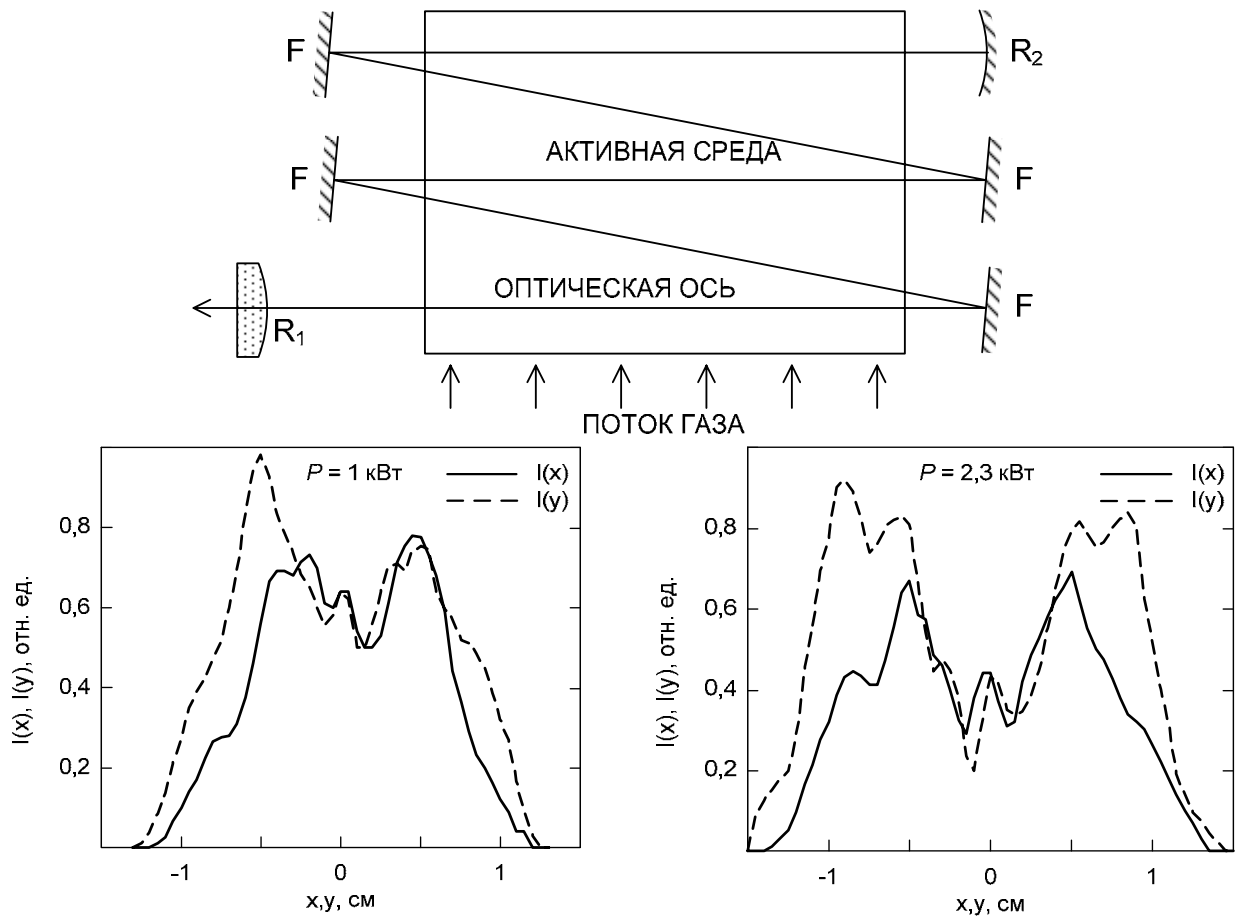 F
R2
АКТИВНАЯ СРЕДА
F
F
ОПТИЧЕСКАЯ ОСЬ
R1
F
ПОТОК ГАЗА
P = 1 кВт
I(x)
I(y)
0,8
0,6
0,4
0,2
I(x), I(y), отн. ед.
-1
0
1
x,y, см
P = 2,3 кВт
I(x)
I(y)
0,8
0,6
0,4
0,2
I(x), I(y), отн. ед.
-1
0
1
x,y, см